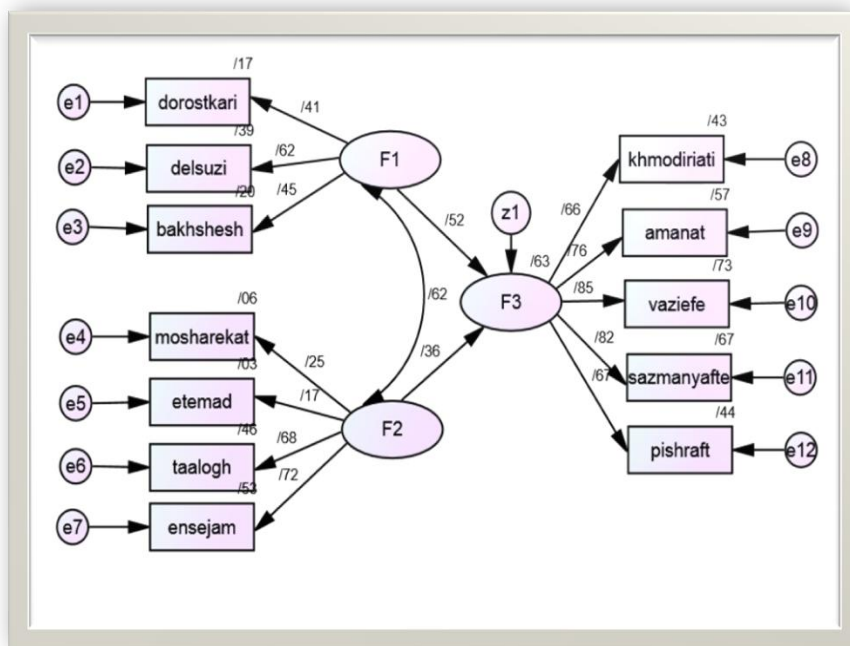 /17
e1
dorostkari
/41
/39
e2
delsuzi
/62
F1
/20
e3
bakhshesh
/45
/52
z1
/43
khmodiriati
e8
/66
/57
amanat
e9
/76
/63
F3
/73
vaziefe
e10
/85
/62
/06
e4
mosharekat
/25
/36
/82
/67
sazmanyafte
e11
/03
e5
etemad
/17
/67
F2
/46
e6
taalogh
/68
/44
pishraft
e12
/53
e7
ensejam
/72